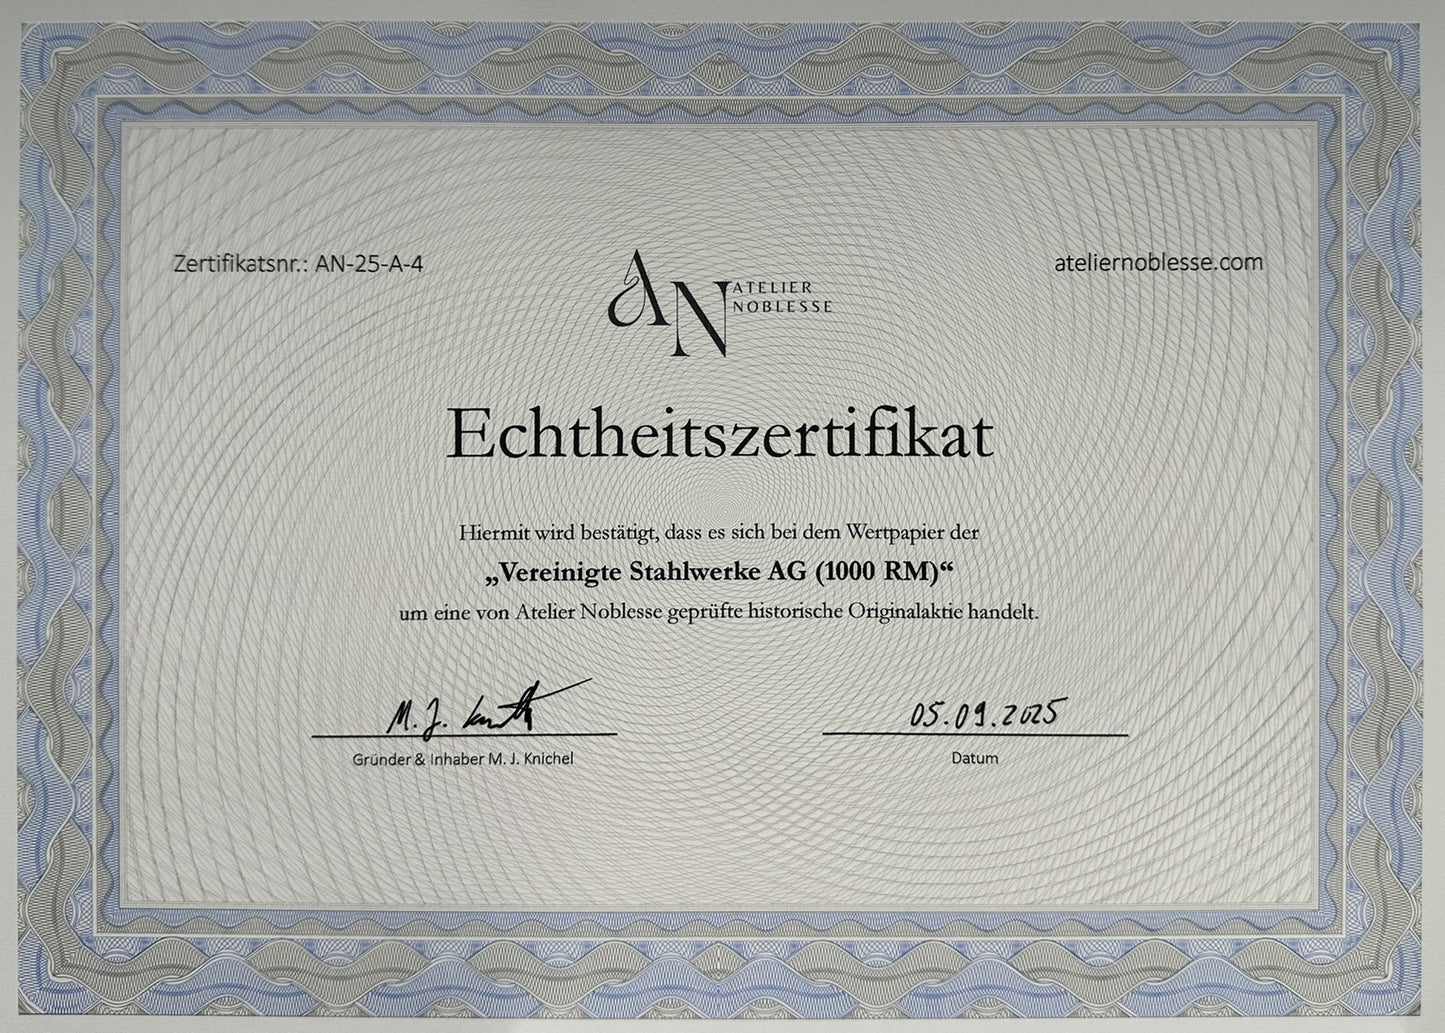 Zertifikatsnr.: AN-25-A-4
ateliernoblesse.com
AN ATELIER
NOBLESSE
Echtheitszertifikat
Hiermit wird bestätigt, dass es sich bei dem Wertpapier der
„Vereinigte Stahlwerke AG (1000 RM)“
um eine von Atelier Noblesse geprüfte historische Originalaktie handelt.
M. J.
05.09.2025
Gründer & Inhaber M. J. Knichel
Datum